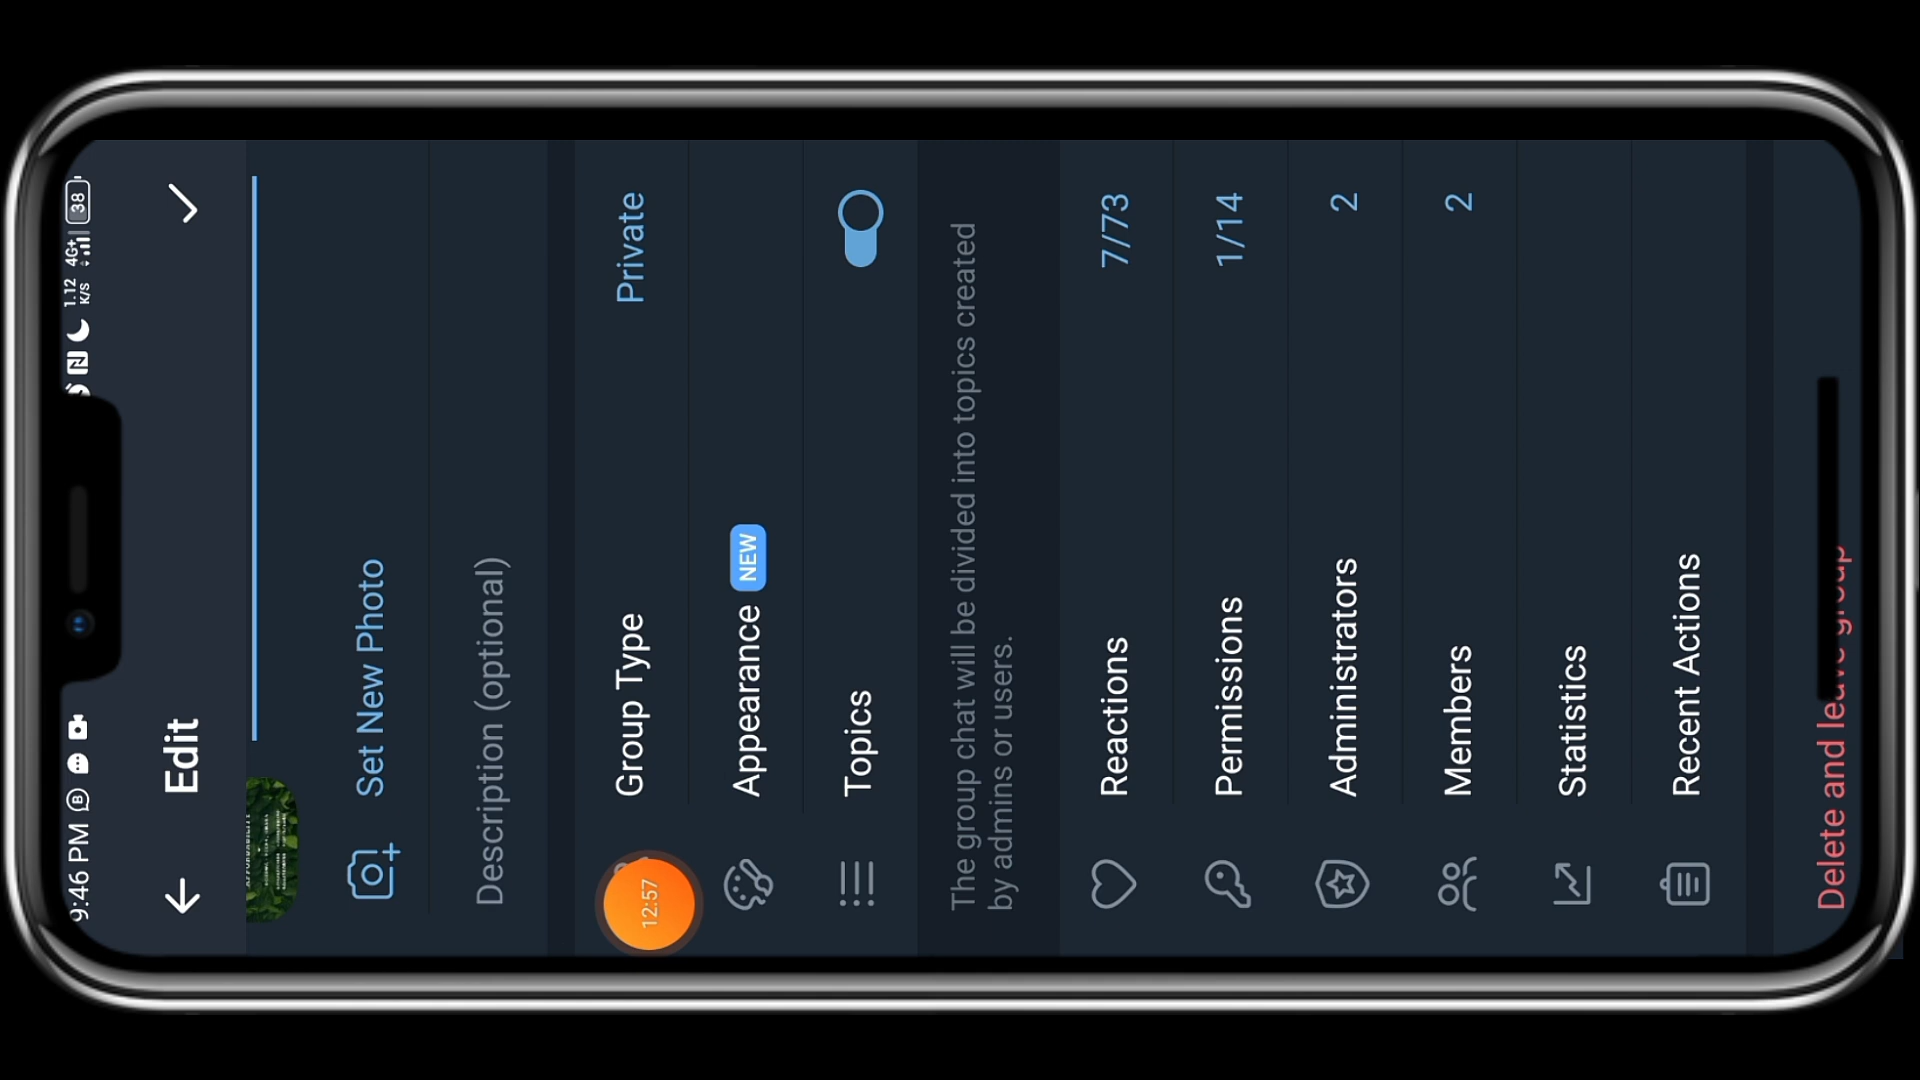 9:46 PM B 1.12 K/S 4G+ 38
Edit
Set New Photo
Description (optional)
Group Type Private
12:57
Appearance NEW
Topics
The group chat will be divided into topics created
by admins or users.
Reactions 7/73
Permissions 1/14
Administrators 2
Members 2
Statistics
Recent Actions
Delete and leave group